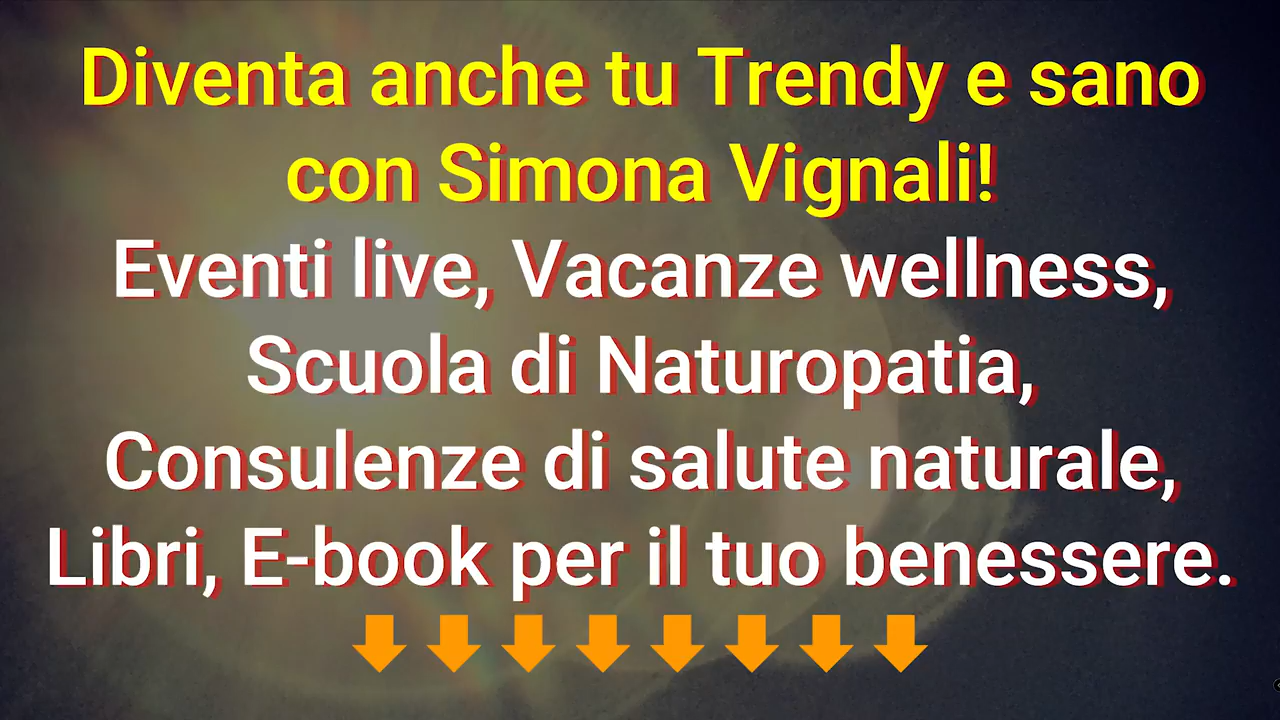 Diventa anche tu Trendy e sano
con Simona Vignali!
Eventi live, Vacanze wellness,
Scuola di Naturopatia,
Consulenze di salute naturale,
Libri, E-book per il tuo benessere.